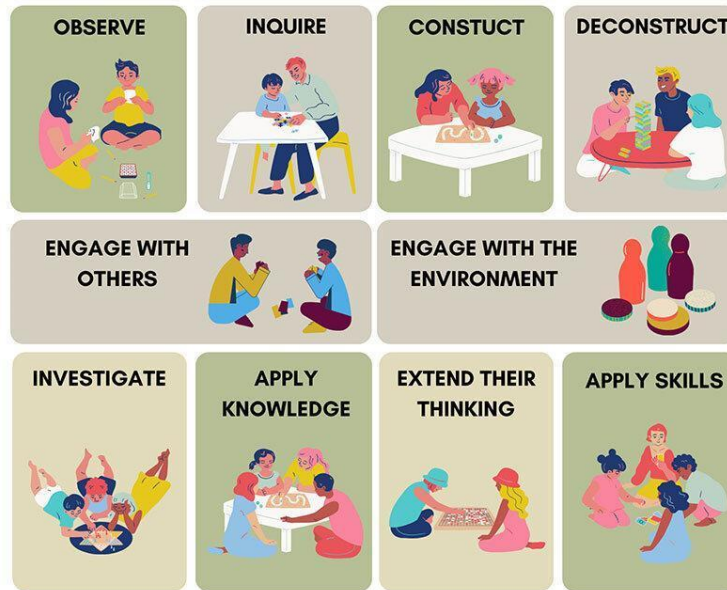 OBSERVE
INQUIRE
CONSTUCT
DECONSTRUCT
ENGAGE WITH
OTHERS
ENGAGE WITH THE
ENVIRONMENT
INVESTIGATE
APPLY
KNOWLEDGE
EXTEND THEIR
THINKING
APPLY SKILLS